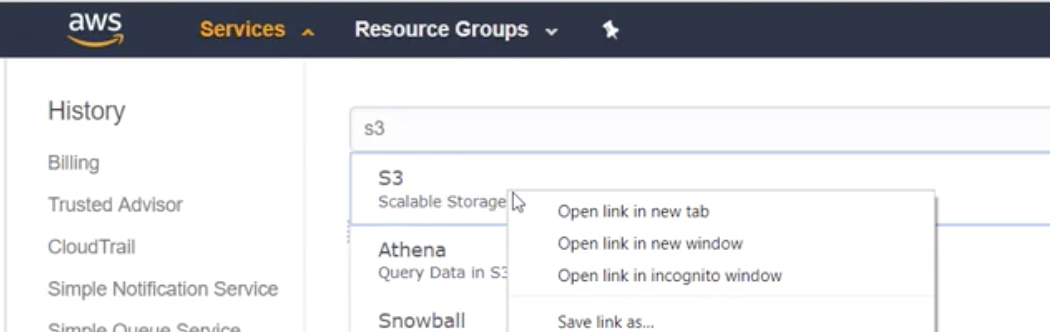 aws
Services
Resource Groups
History
Billing
Trusted Advisor
CloudTrail
Simple Notification Service
Simple Queue Service
s3
S3
Scalable Storage
Athena
Query Data in S3
Snowball
Open link in new tab
Open link in new window
Open link in incognito window
Save link as...